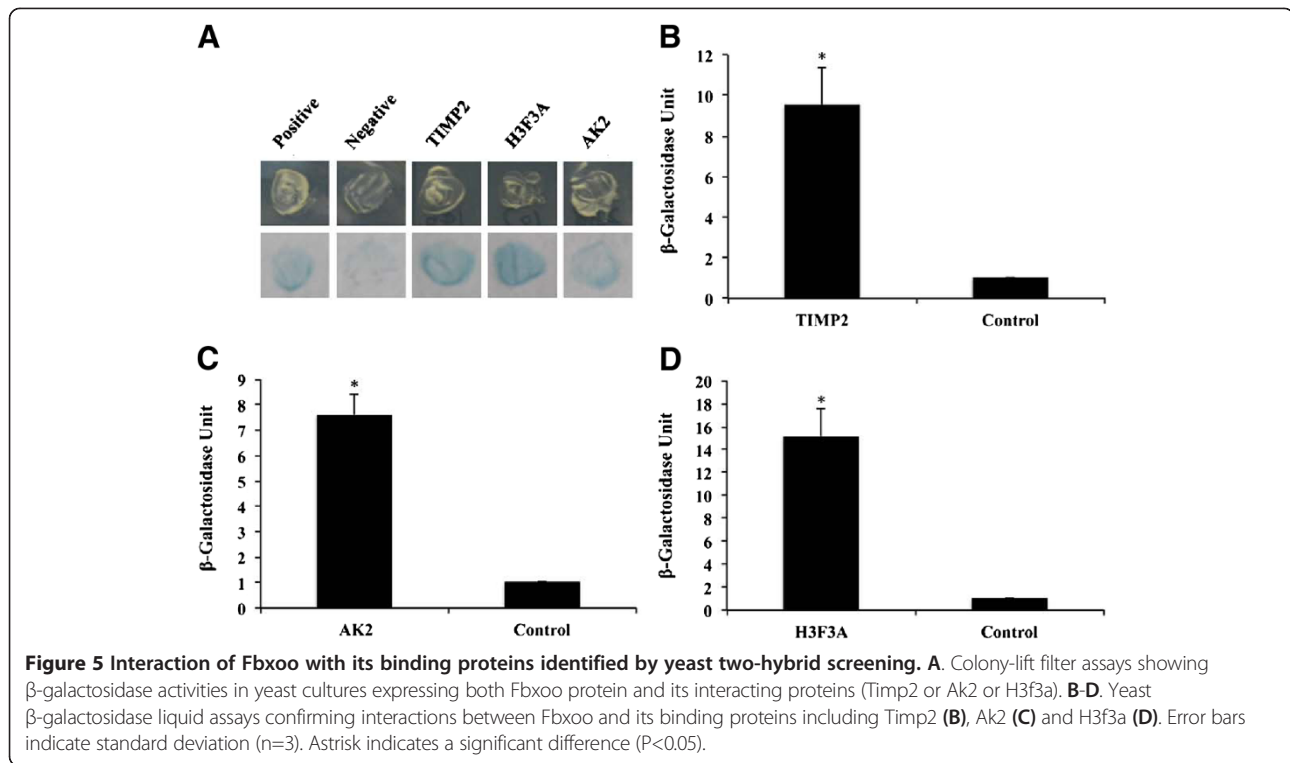 A
Positive Negative TIMP2 H3F3A AK2
B
β-Galactosidase Unit
12
10
8
6
4
2
0
*
TIMP2 Control
C
β-Galactosidase Unit
9
8
7
6
5
4
3
2
1
0
*
AK2 Control
D
β-Galactosidase Unit
20
18
16
14
12
10
8
6
4
2
0
*
H3F3A Control
Figure 5 Interaction of Fbxoo with its binding proteins identified by yeast two-hybrid screening. A. Colony-lift filter assays showing
β-galactosidase activities in yeast cultures expressing both Fbxoo protein and its interacting proteins (Timp2 or Ak2 or H3f3a). B-D. Yeast
β-galactosidase liquid assays confirming interactions between Fbxoo and its binding proteins including Timp2 (B), Ak2 (C) and H3f3a (D). Error bars
indicate standard deviation (n=3). Astrisk indicates a significant difference (P<0.05).